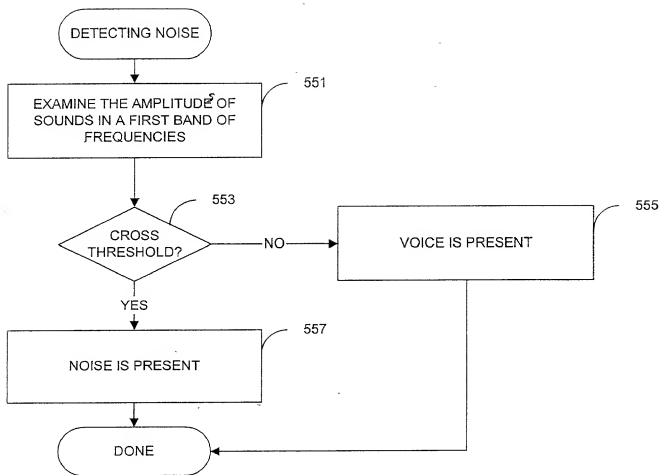 DETECTING NOISE
551
EXAMINE THE AMPLITUDES OF
SOUNDS IN A FIRST BAND OF
FREQUENCIES
553
CROSS
THRESHOLD?
NO
555
VOICE IS PRESENT
YES
557
NOISE IS PRESENT
DONE